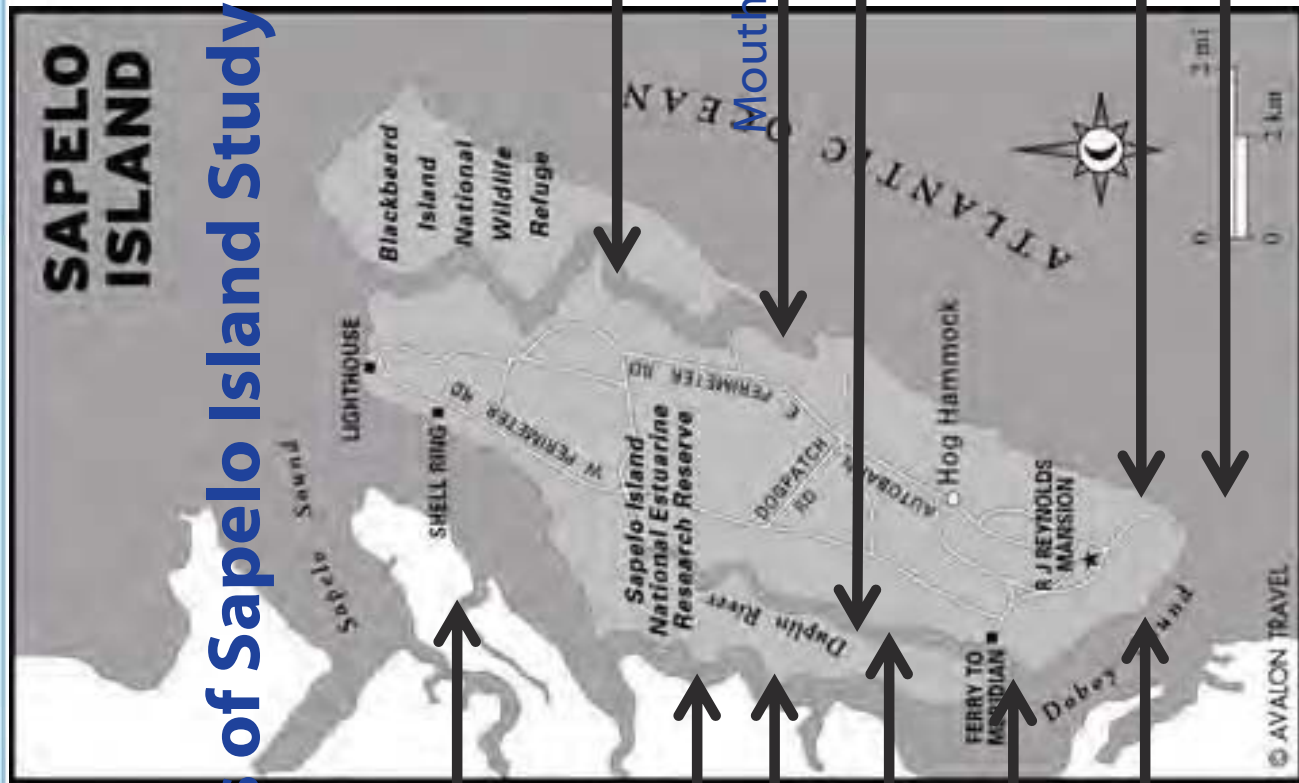 SAPELO
ISLAND
of Sapelo Island Study
Mouth
ATLANTIC OCEAN
Blackbeard
Island
National
Wildlife
Refuge
LIGHTHOUSE
SHELL RING
Sapelo Sound
W PERIMETER RD
E. PERIMETER RD
Sapelo Island
National Estuarine
Research Reserve
DOGPATCH
RD
AUTOBAHN
Hog Hammock
Duplin River
R J REYNOLDS
MANSION
FERRY TO
MERIDIAN
Doboy Sound
0 2 mi
0 2 km
© AVALON TRAVEL